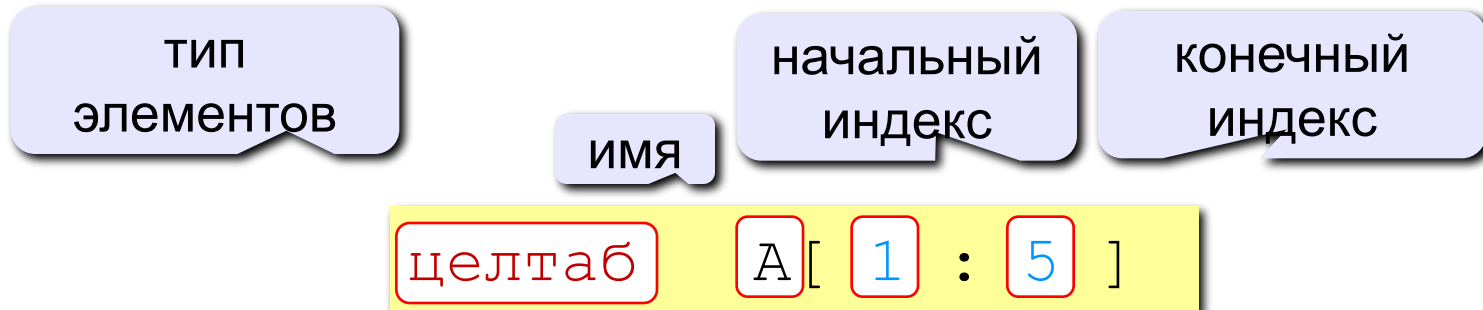 тип
элементов
имя
начальный
индекс
конечный
индекс
целтаб A[ 1 : 5 ]